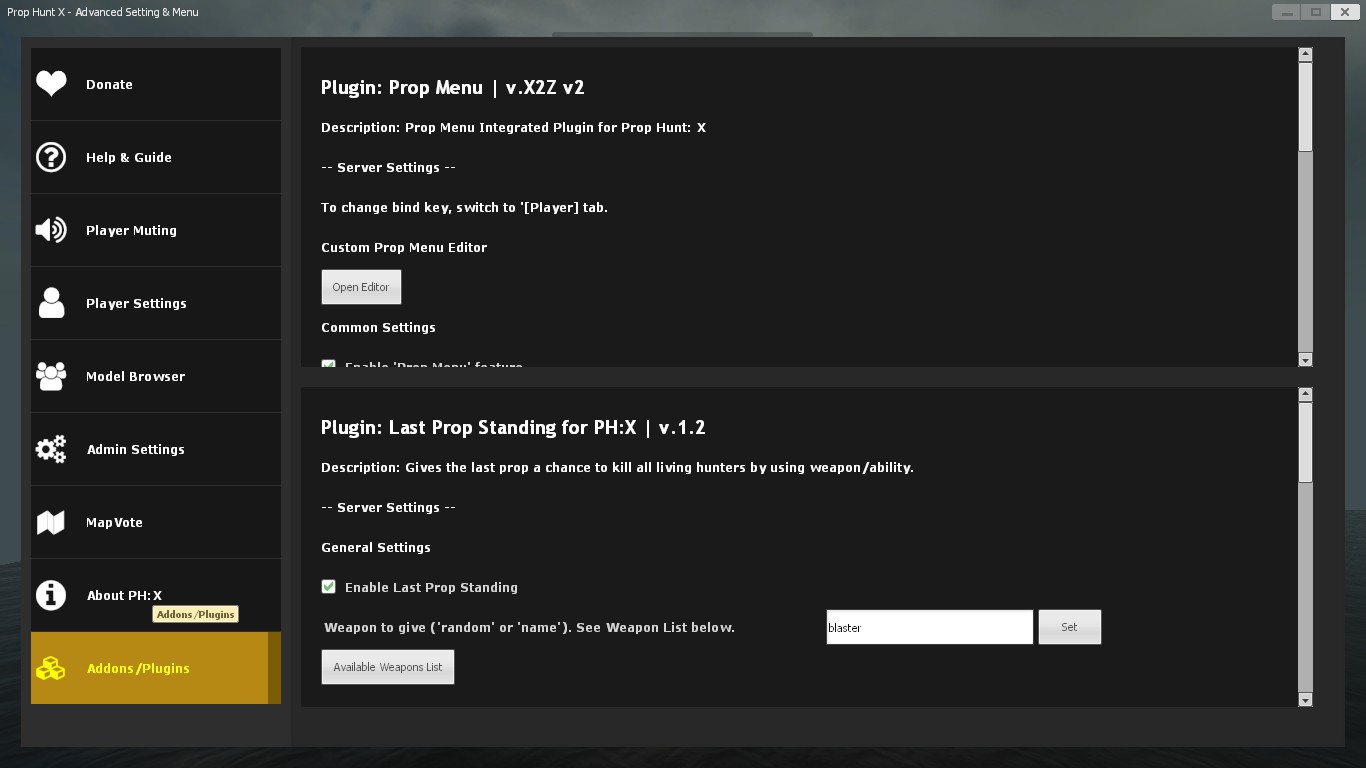 Prop Hunt X - Advanced Setting & Menu
Donate
Help & Guide
Player Muting
Player Settings
Model Browser
Admin Settings
MapVote
About PH:X
Addons/Plugins
Addons/Plugins
Plugin: Prop Menu | v.X2Z v2
Description: Prop Menu Integrated Plugin for Prop Hunt: X
-- Server Settings --
To change bind key, switch to '[Player] tab.
Custom Prop Menu Editor
Open Editor
Common Settings
Enable 'Prop Menu' feature
Plugin: Last Prop Standing for PH:X | v.1.2
Description: Gives the last prop a chance to kill all living hunters by using weapon/ability.
-- Server Settings --
General Settings
Enable Last Prop Standing
Weapon to give ('random' or 'name'). See Weapon List below.
blaster
Set
Available Weapons List